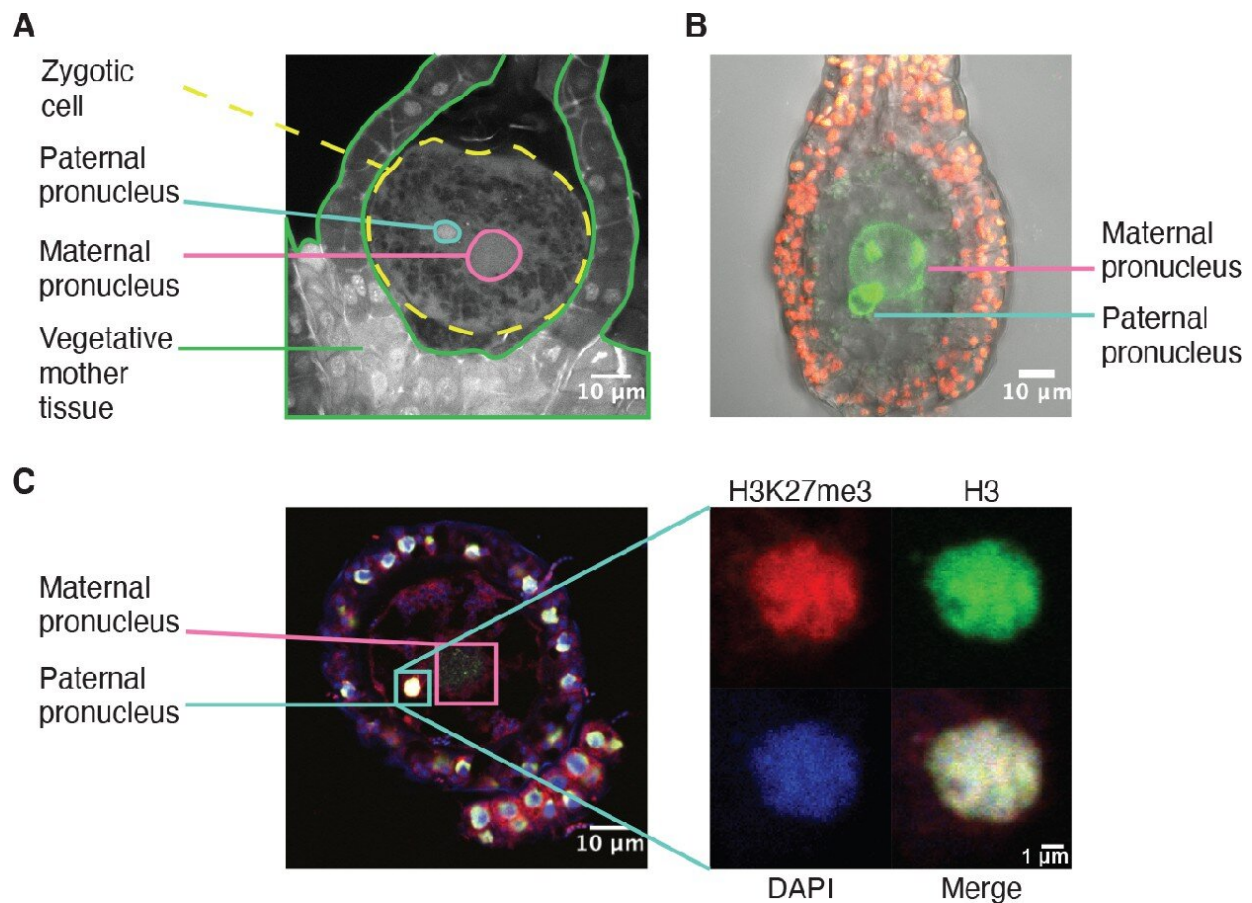 A
Zygotic
cell
Paternal
pronucleus
Maternal
pronucleus
Vegetative
mother
tissue
10 μm
B
Maternal
pronucleus
Paternal
pronucleus
10 μm
C
Maternal
pronucleus
Paternal
pronucleus
10 μm
H3K27me3 H3
DAPI Merge
1 μm